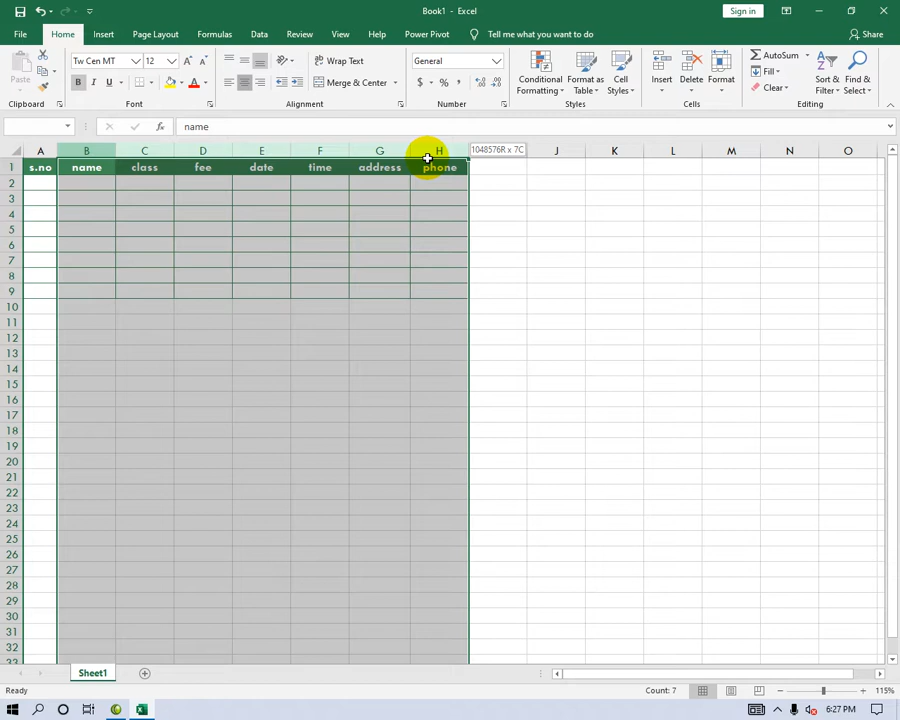 Book1 - Excel
Sign in
File Home Insert Page Layout Formulas Data Review View Help Power Pivot Tell me what you want to do Share
Paste
Clipboard
Tw Cen MT 12 A A
B I U A
Font
Wrap Text
Merge & Center
Alignment
General
$ % ,
Number
Conditional Formatting
Format as Table
Cell Styles
Styles
Insert Delete Format
Cells
AutoSum
Fill
Clear
Sort & Filter
Find & Select
Editing
fx name
A B C D E F G H 1048576R x 7C J K L M N O
1 s.no name class fee date time address phone
2
3
4
5
6
7
8
9
10
11
12
13
14
15
16
17
18
19
20
21
22
23
24
25
26
27
28
29
30
31
32
33
Sheet1
Ready Count: 7 115%
6:27 PM